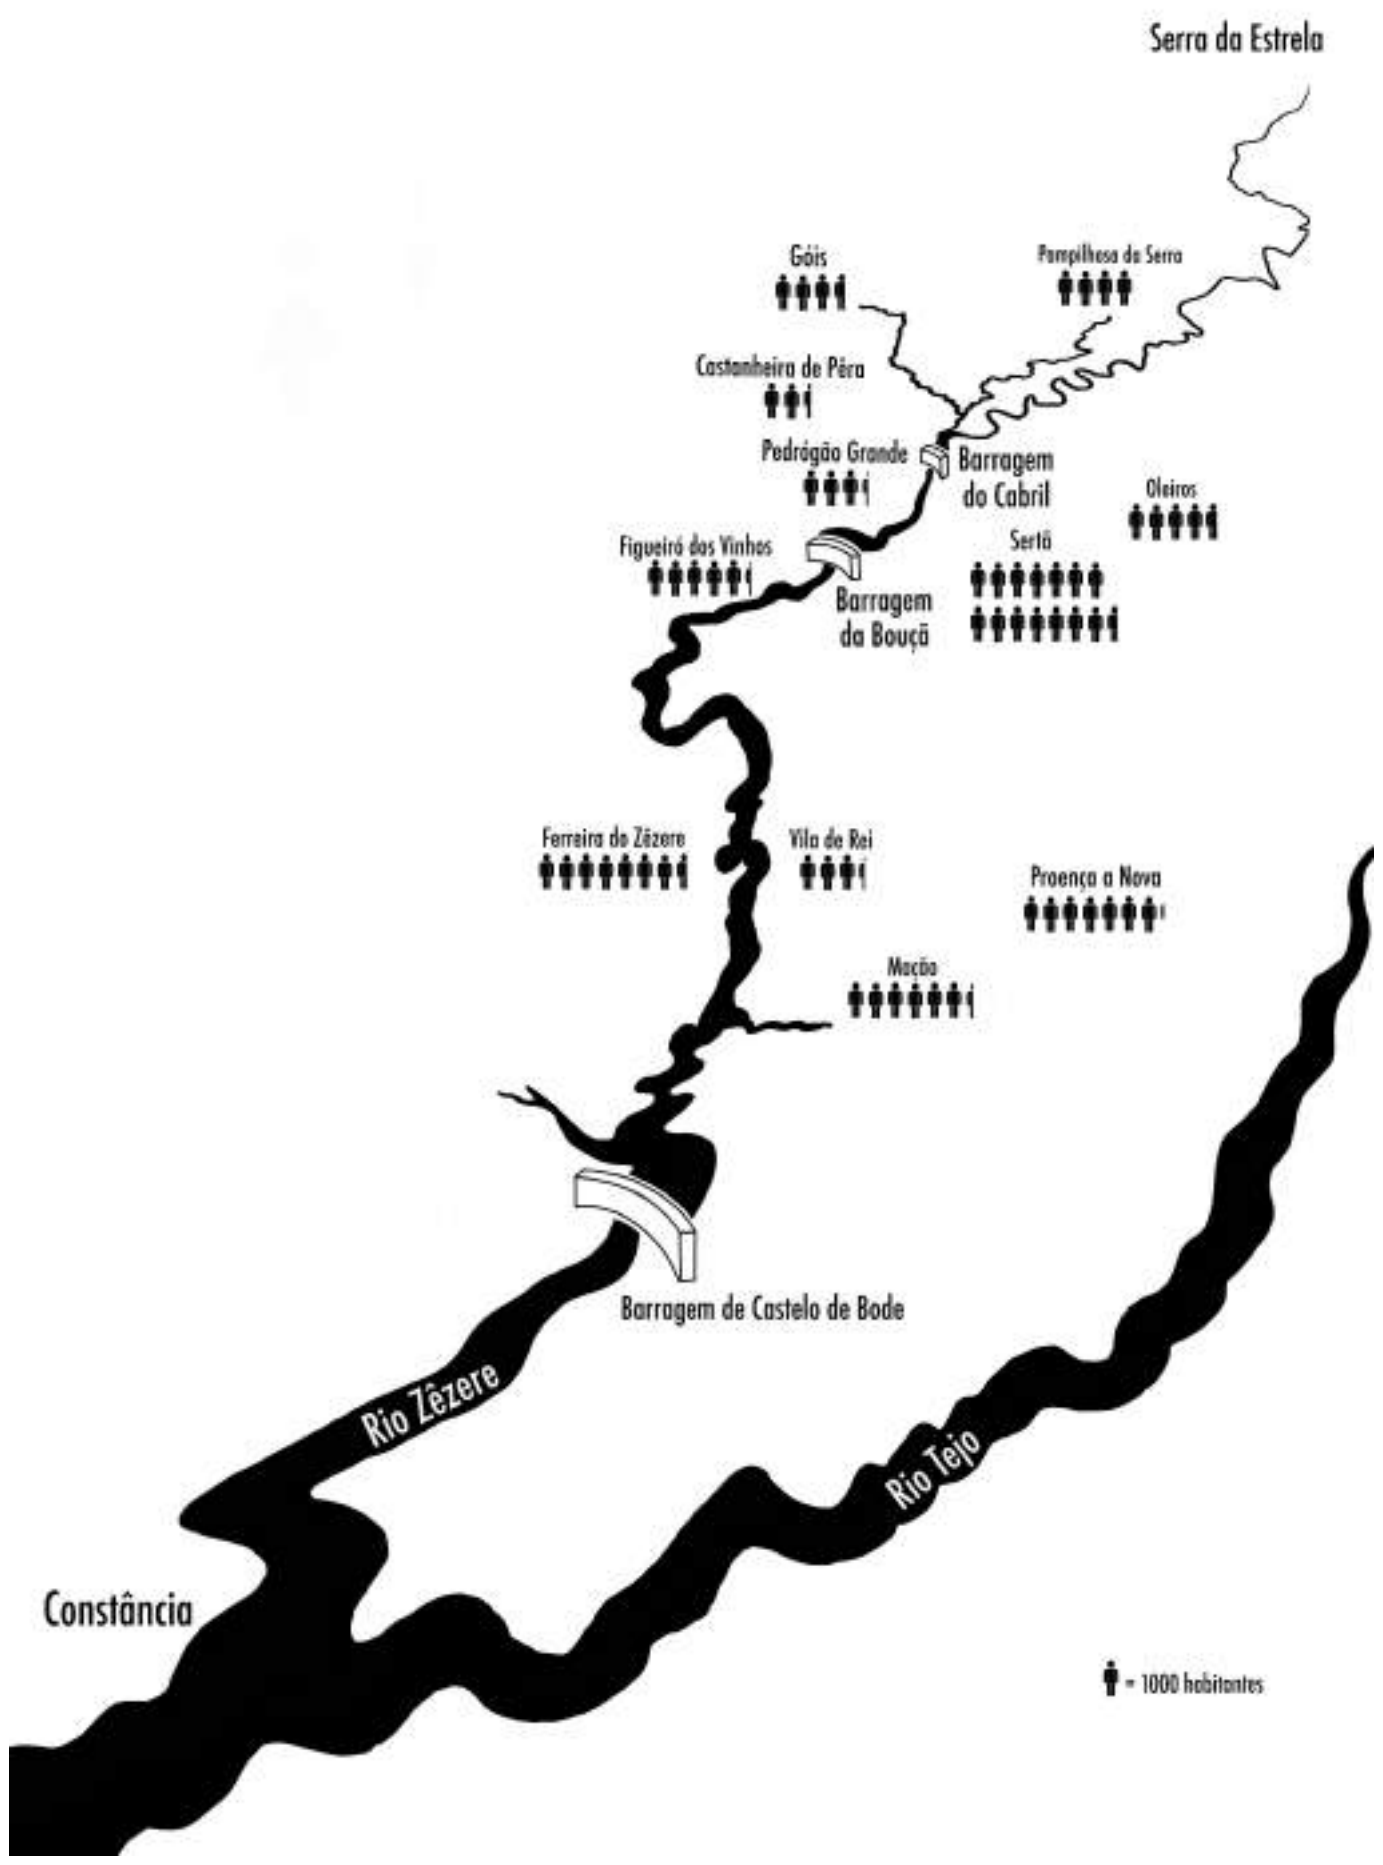 Serra da Estrela
Góis
Pampilhosa da Serra
Castanheira de Pêra
Pedrógão Grande
Barragem
do Cabril
Oleiros
Sertã
Figueiró dos Vinhos
Barragem
da Bouçã
Ferreira do Zêzere
Vila de Rei
Proença a Nova
Mação
Barragem de Castelo de Bode
Rio Zêzere
Rio Tejo
Constância
= 1000 habitantes